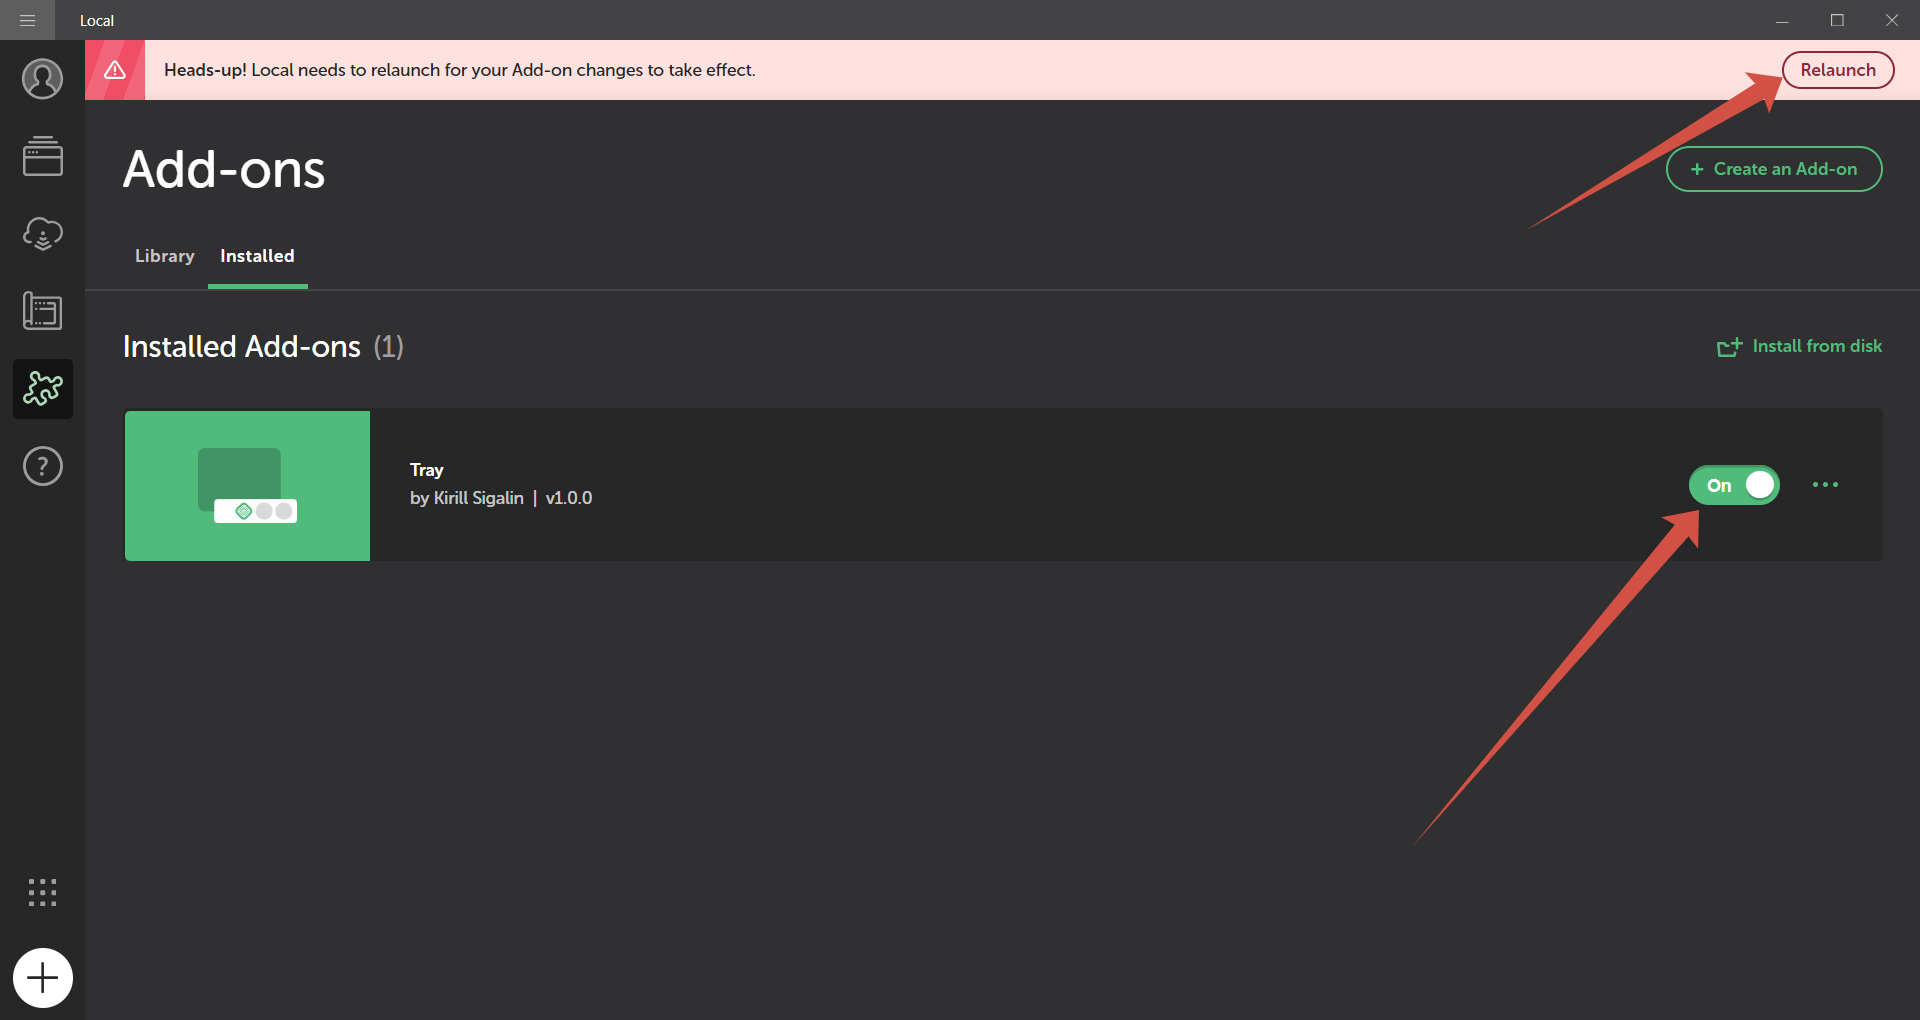 Local
Heads-up! Local needs to relaunch for your Add-on changes to take effect.
Relaunch
Add-ons
+ Create an Add-on
Library
Installed
Installed Add-ons (1)
Install from disk
Tray
by Kirill Sigalin | v1.0.0
On